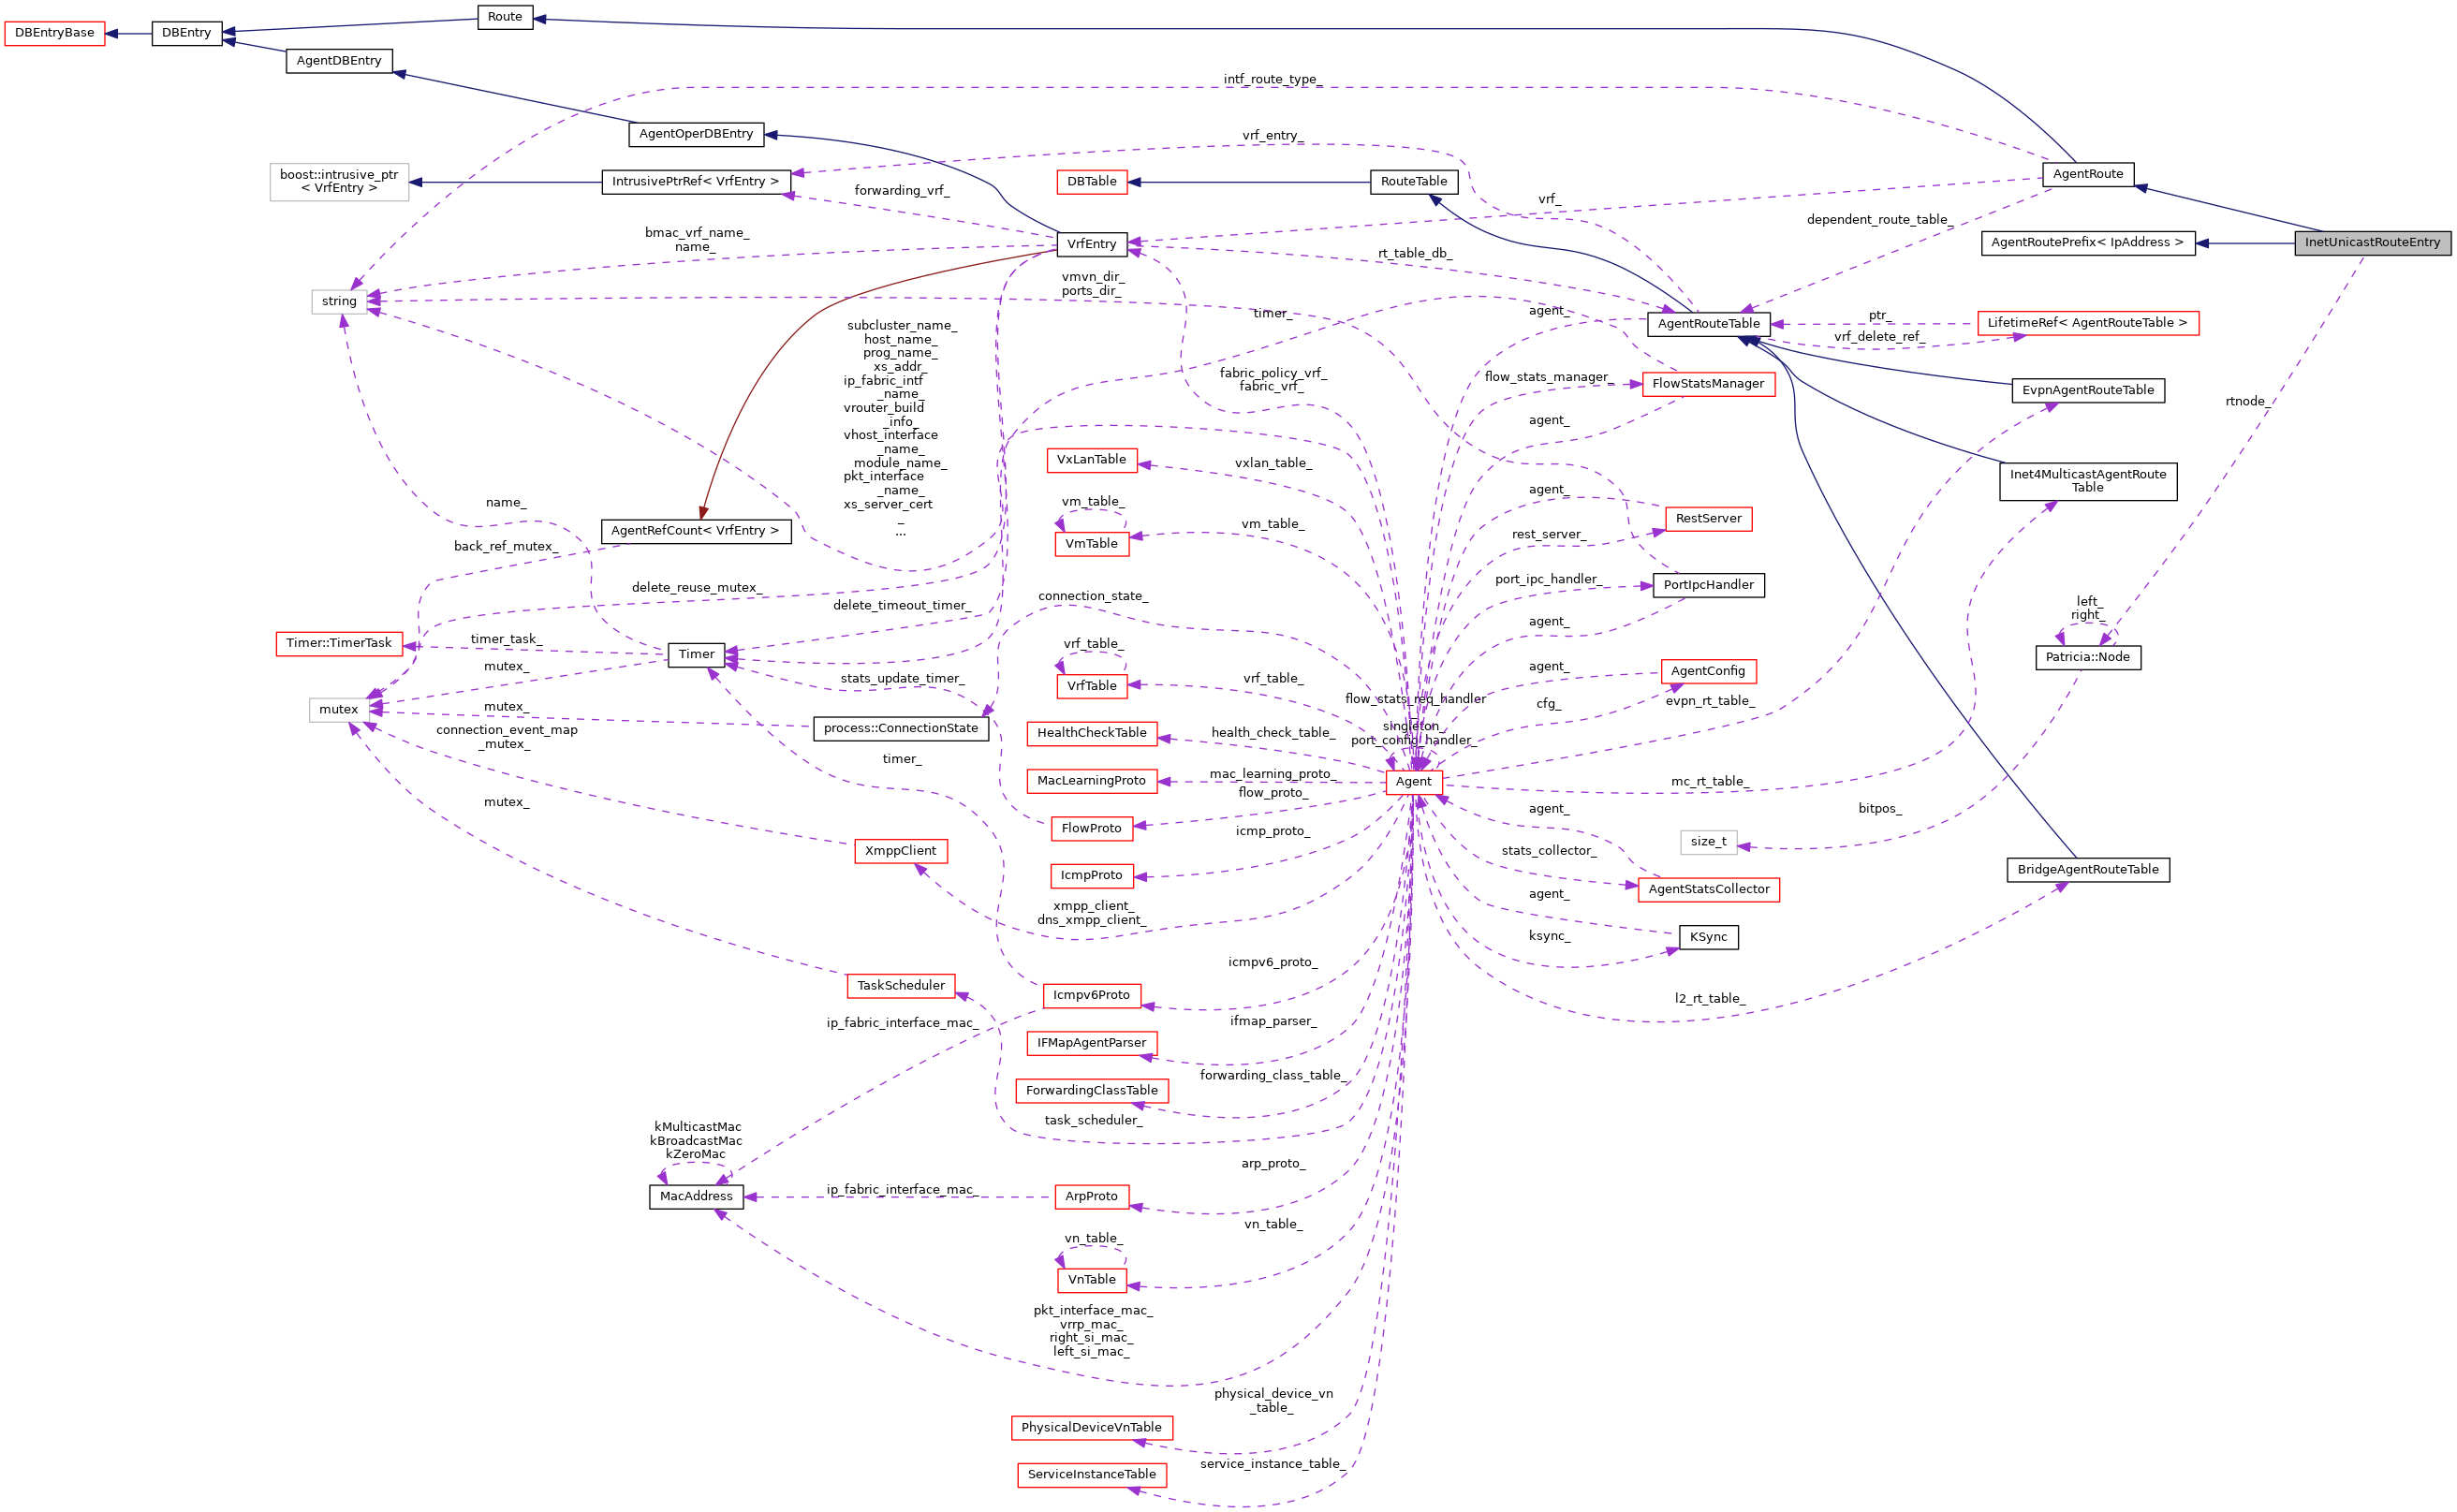 Route
DBEntryBase
DBEntry
AgentDBEntry
intf_route_type_
AgentOperDBEntry
vrf_entry_
boost::intrusive_ptr
< VrfEntry >
IntrusivePtrRef< VrfEntry >
forwarding_vrf_
DBTable
RouteTable
vrf_
AgentRoute
dependent_route_table_
bmac_vrf_name_
name_
VrfEntry
rt_table_db_
AgentRoutePrefix< IpAddress >
InetUnicastRouteEntry
string
vmvn_dir_
ports_dir_
timer_
agent_
AgentRouteTable
ptr_
LifetimeRef< AgentRouteTable >
vrf_delete_ref_
subcluster_name_
host_name_
prog_name_
xs_addr_
ip_fabric_intf
_name_
vrouter_build
_info_
vhost_interface
_name_
module_name_
pkt_interface
_name_
xs_server_cert
_
...
fabric_policy_vrf_
fabric_vrf_
flow_stats_manager_
FlowStatsManager
EvpnAgentRouteTable
rtnode_
agent_
VxLanTable
vxlan_table_
Inet4MulticastAgentRoute
Table
name_
AgentRefCount< VrfEntry >
back_ref_mutex_
vm_table_
VmTable
vm_table_
agent_
RestServer
rest_server_
delete_reuse_mutex_
delete_timeout_timer_
connection_state_
port_ipc_handler_
PortIpcHandler
agent_
left_
right_
Timer::TimerTask
timer_task_
Timer
mutex_
stats_update_timer_
vrf_table_
VrfTable
vrf_table_
agent_
AgentConfig
cfg_
evpn_rt_table_
Patricia::Node
mutex
mutex_
process::ConnectionState
connection_event_map
_mutex_
timer_
HealthCheckTable
health_check_table_
flow_stats_req_handler
_
singleton_
port_config_handler_
MacLearningProto
mac_learning_proto_
Agent
mc_rt_table_
mutex_
flow_proto_
FlowProto
icmp_proto_
agent_
bitpos_
size_t
XmppClient
IcmpProto
stats_collector_
AgentStatsCollector
BridgeAgentRouteTable
xmpp_client_
dns_xmpp_client_
agent_
ksync_
KSync
TaskScheduler
Icmpv6Proto
icmpv6_proto_
l2_rt_table_
ip_fabric_interface_mac_
IFMapAgentParser
ifmap_parser_
ForwardingClassTable
forwarding_class_table_
task_scheduler_
kMulticastMac
kBroadcastMac
kZeroMac
MacAddress
ip_fabric_interface_mac_
ArpProto
arp_proto_
vn_table_
VnTable
vn_table_
pkt_interface_mac_
vrrp_mac_
right_si_mac_
left_si_mac_
physical_device_vn
_table_
PhysicalDeviceVnTable
ServiceInstanceTable
service_instance_table_